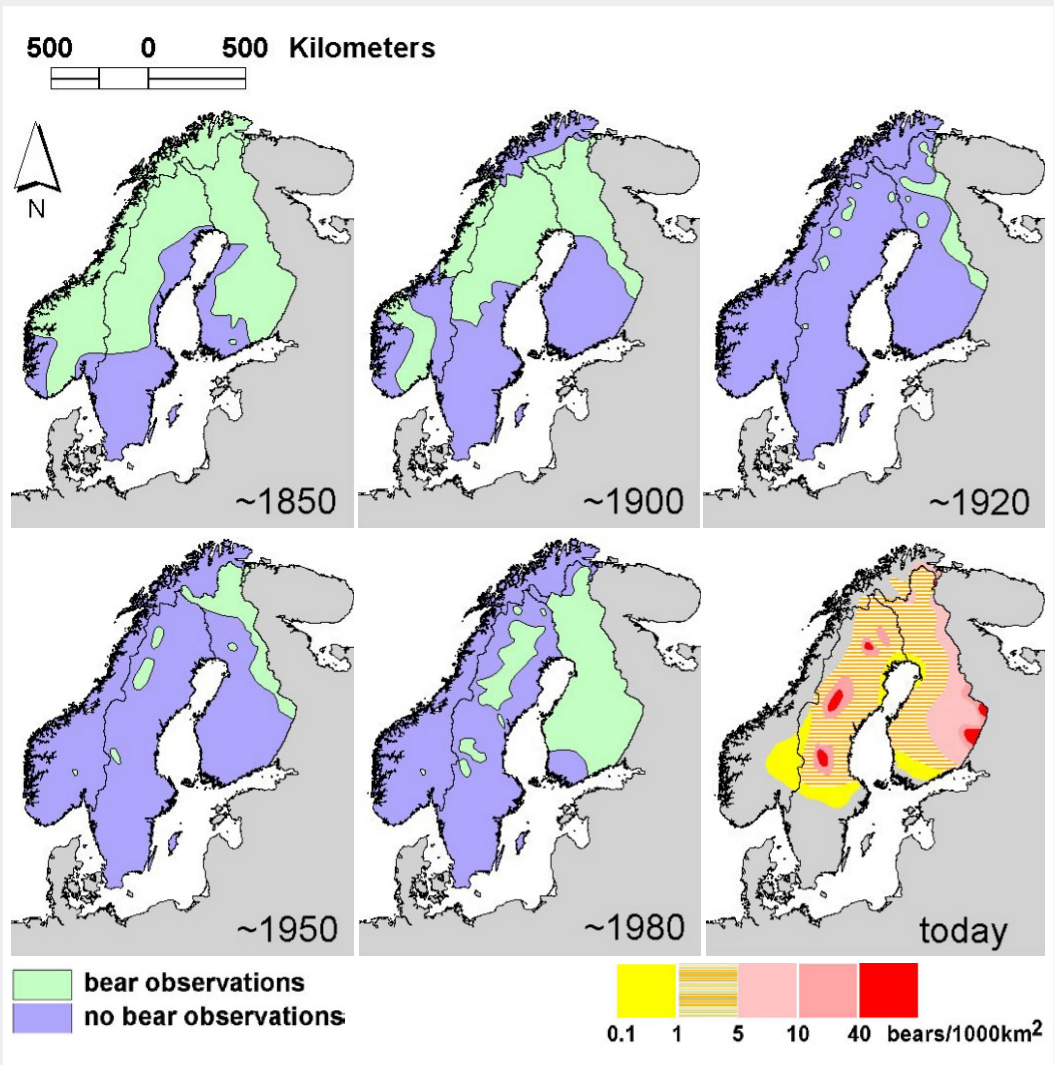 500 0 500 Kilometers
N
~1850
~1900
~1920
~1950
~1980
today
bear observations
no bear observations
0.1 1 5 10 40 bears/1000km²